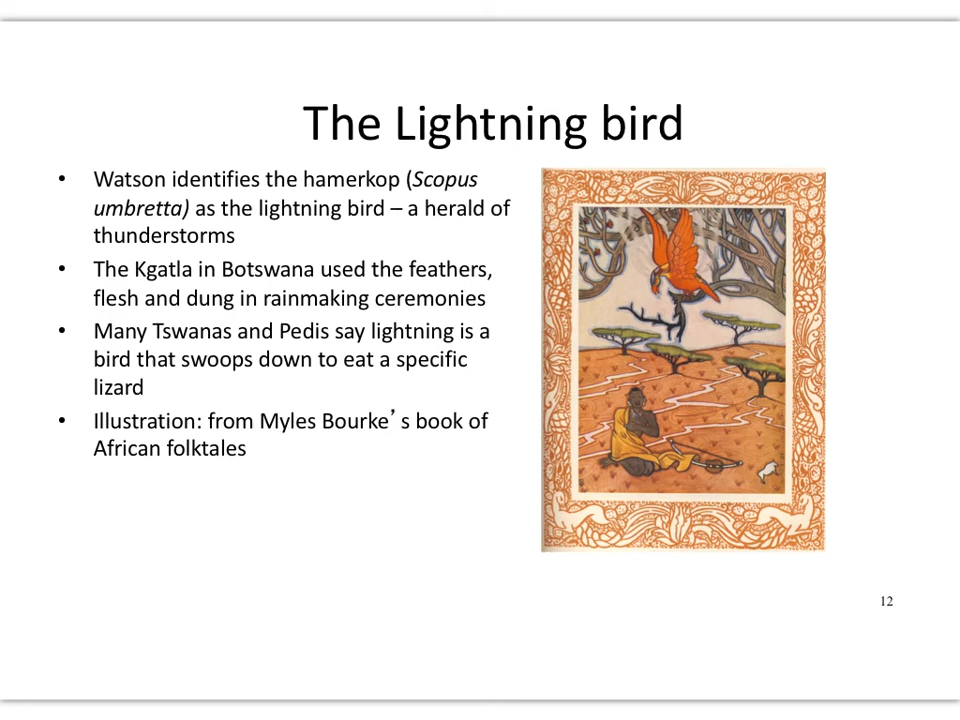 The Lightning bird
• Watson identifies the hamerkop (Scopus
umbretta) as the lightning bird – a herald of
thunderstorms
• The Kgatla in Botswana used the feathers,
flesh and dung in rainmaking ceremonies
• Many Tswanas and Pedis say lightning is a
bird that swoops down to eat a specific
lizard
• Illustration: from Myles Bourke’s book of
African folktales
12